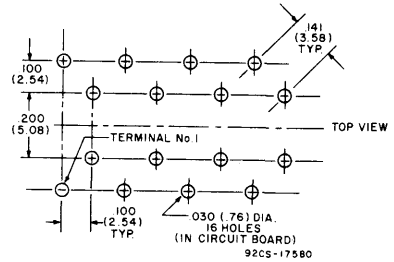 .141
(3.58)
TYP.
.100
(2.54)
.200
(5.08)
TOP VIEW
TERMINAL No.1
.100
(2.54)
TYP.
.030 (.76) DIA.
16 HOLES
(IN CIRCUIT BOARD)
92CS-17580